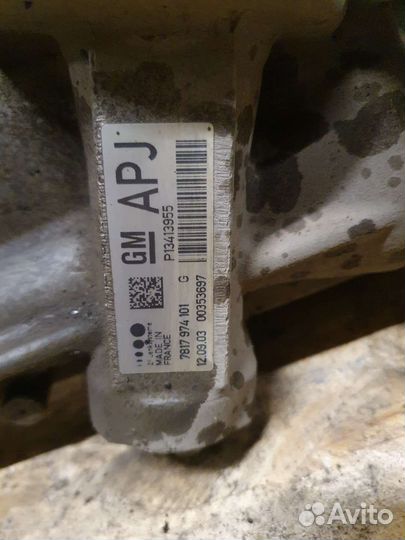 GM APJ
P13413955
MADE IN
FRANCE
7817 974 101 G
12.09.03 00353697
Avito